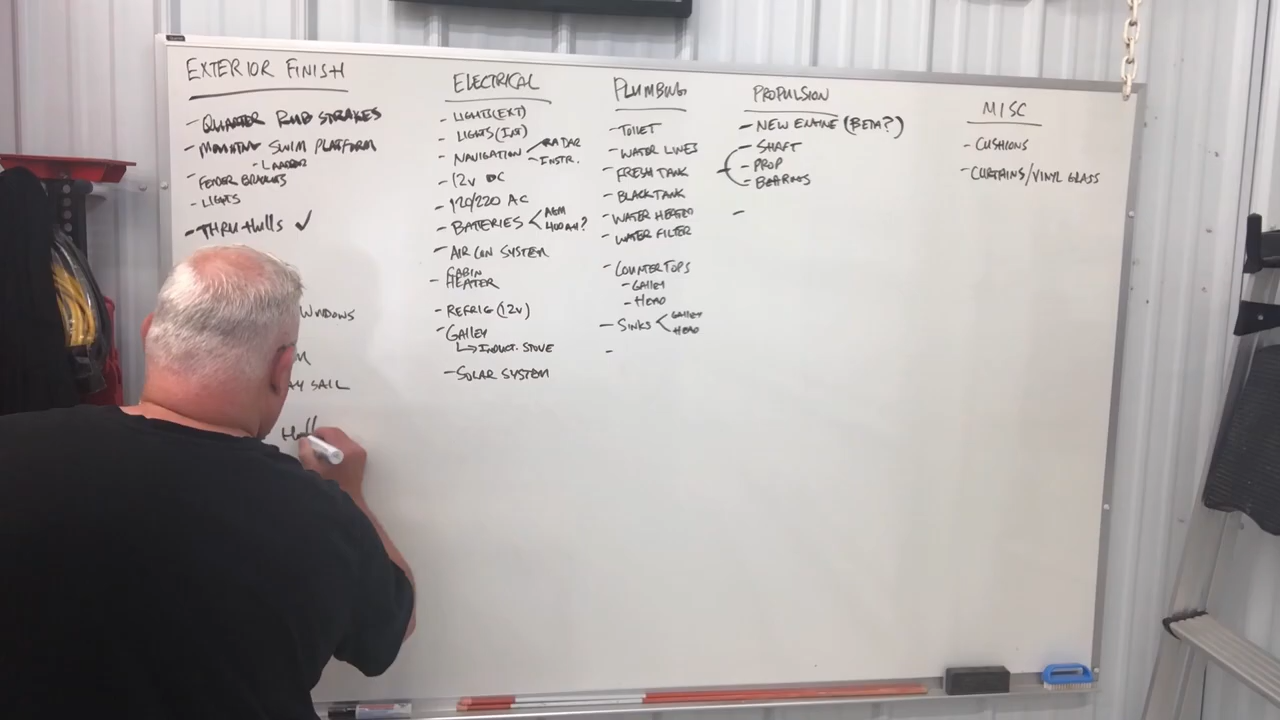 EXTERIOR FINISH
- QUARTER RUB STRAKES
- SWIM PLATFORM
- LADDER
- FENDER BRACKETS
- LIGHTS
- THRU Hulls ✓
WINDOWS
AY SAIL
Hull
ELECTRICAL
- LIGHTS (EXT)
- LIGHTS (INT)
- NAVIGATION - RADAR
- INSTR.
- 12V DC
- 120/220 AC
- BATTERIES < AGM
400AH?
- AIR CON SYSTEM
- CABIN
HEATER
- REFRIG (12V)
- GALLEY
↳ INDUCT. STOVE
- SOLAR SYSTEM
PLUMBING
- TOILET
- WATER LINES
- FRESH TANK
- BLACK TANK
- WATER HEATER
- WATER FILTER
- COUNTERTOPS
- GALLEY
- HEAD
- SINKS < GALLEY
HEAD
-
PROPULSION
- NEW ENGINE (BETA?)
- SHAFT
- PROP
- BEARINGS
-
MISC
- CUSHIONS
- CURTAINS/VINYL GLASS